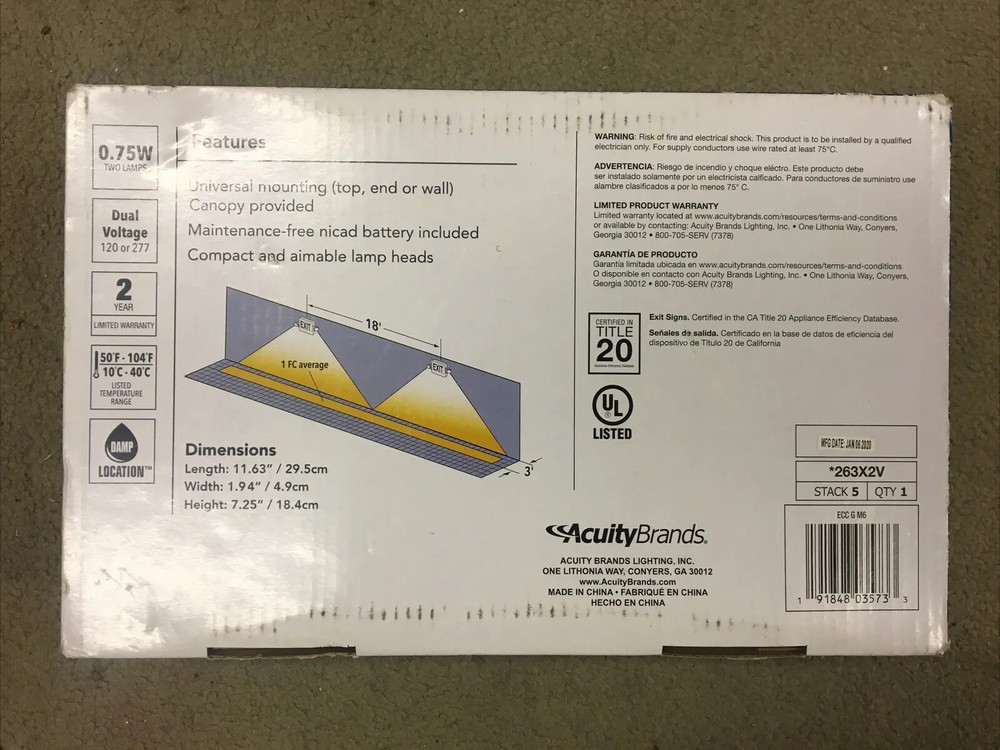 0.75W
TWO LAMPS
Dual
Voltage
120 or 277
2
YEAR
LIMITED WARRANTY
50°F - 104°F
10°C - 40°C
LISTED
TEMPERATURE
RANGE
DAMP
LOCATION™
Features
Universal mounting (top, end or wall)
Canopy provided
Maintenance-free nicad battery included
Compact and aimable lamp heads
EXIT
18'
EXIT
1 FC average
3'
Dimensions
Length: 11.63" / 29.5cm
Width: 1.94" / 4.9cm
Height: 7.25" / 18.4cm
WARNING: Risk of fire and electrical shock. This product is to be installed by a qualified
electrician only. For supply conductors use wire rated at least 75°C.
ADVERTENCIA: Riesgo de incendio y choque eléctro. Este producto debe
ser instalado solamente por un electricista calificado. Para conductores de suministro use
alambre clasificados a por lo menos 75° C.
LIMITED PRODUCT WARRANTY
Limited warranty located at www.acuitybrands.com/resources/terms-and-conditions
or available by contacting: Acuity Brands Lighting, Inc. • One Lithonia Way, Conyers,
Georgia 30012 • 800-705-SERV (7378)
GARANTÍA DE PRODUCTO
Garantía limitada ubicada en www.acuitybrands.com/resources/terms-and-conditions
O disponible en contacto con Acuity Brands Lighting, Inc. • One Lithonia Way, Conyers,
Georgia 30012 • 800-705-SERV (7378)
CERTIFIED IN
TITLE
20
Appliance Efficiency Database
Exit Signs. Certified in the CA Title 20 Appliance Efficiency Database.
Señales de salida. Certificado en la base de datos de eficiencia del
dispositivo de Título 20 de California
UL
LISTED
MFG DATE: JAN 06 2020
*263X2V
STACK 5 QTY 1
ECC G M6
1 91848 03573 3
AcuityBrands.
ACUITY BRANDS LIGHTING, INC.
ONE LITHONIA WAY, CONYERS, GA 30012
www.AcuityBrands.com
MADE IN CHINA • FABRIQUÉ EN CHINA
HECHO EN CHINA